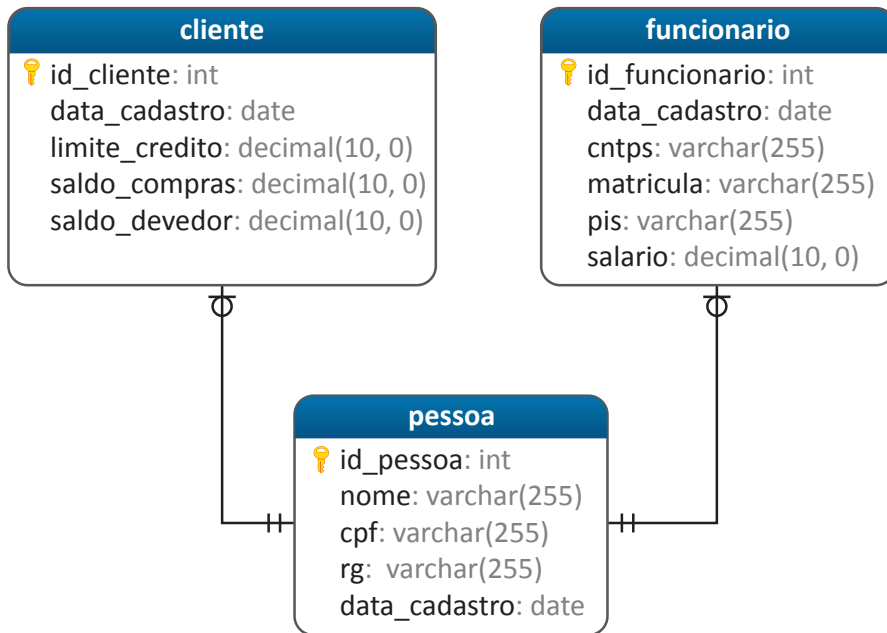 cliente
id_cliente: int
data_cadastro: date
limite_credito: decimal(10, 0)
saldo_compras: decimal(10, 0)
saldo_devedor: decimal(10, 0)
funcionario
id_funcionario: int
data_cadastro: date
cntps: varchar(255)
matricula: varchar(255)
pis: varchar(255)
salario: decimal(10, 0)
pessoa
id_pessoa: int
nome: varchar(255)
cpf: varchar(255)
rg: varchar(255)
data_cadastro: date